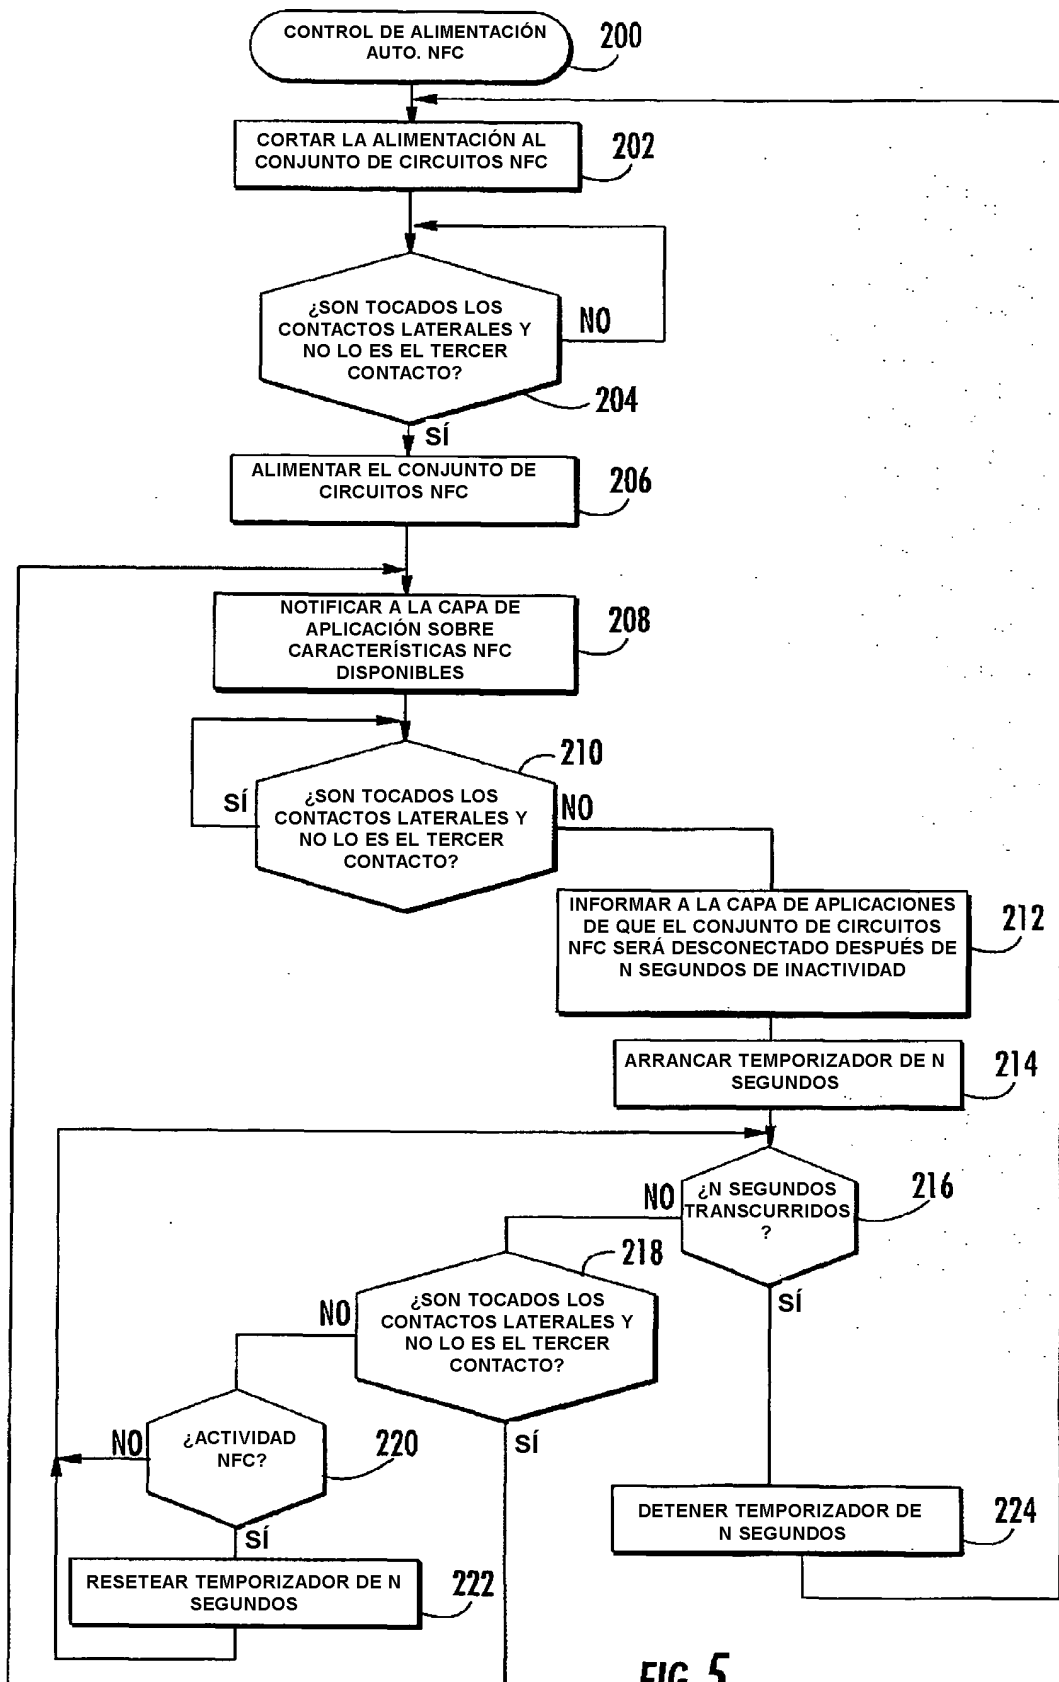 CONTROL DE ALIMENTACIÓN
AUTO. NFC
200
CORTAR LA ALIMENTACIÓN AL
CONJUNTO DE CIRCUITOS NFC
202
¿SON TOCADOS LOS
CONTACTOS LATERALES Y
NO LO ES EL TERCER
CONTACTO?
NO
204
SÍ
ALIMENTAR EL CONJUNTO DE
CIRCUITOS NFC
206
NOTIFICAR A LA CAPA DE
APLICACIÓN SOBRE
CARACTERÍSTICAS NFC
DISPONIBLES
208
210
SÍ
¿SON TOCADOS LOS
CONTACTOS LATERALES Y
NO LO ES EL TERCER
CONTACTO?
NO
INFORMAR A LA CAPA DE APLICACIONES
DE QUE EL CONJUNTO DE CIRCUITOS
NFC SERÁ DESCONECTADO DESPUÉS DE
N SEGUNDOS DE INACTIVIDAD
212
ARRANCAR TEMPORIZADOR DE N
SEGUNDOS
214
NO
¿N SEGUNDOS
TRANSCURRIDOS
?
216
SÍ
218
NO
¿SON TOCADOS LOS
CONTACTOS LATERALES Y
NO LO ES EL TERCER
CONTACTO?
SÍ
NO
¿ACTIVIDAD
NFC?
220
SÍ
DETENER TEMPORIZADOR DE
N SEGUNDOS
224
RESETEAR TEMPORIZADOR DE N
SEGUNDOS
222
FIG. 5